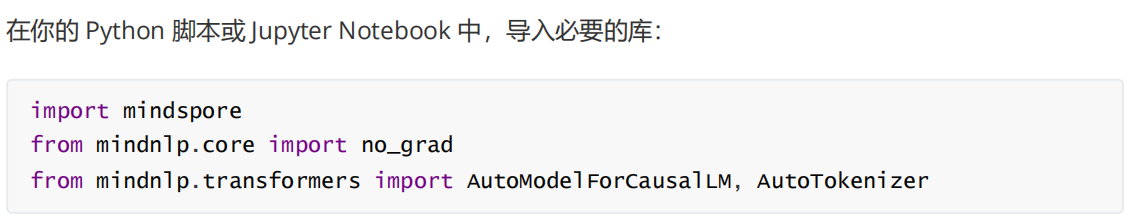 在你的 Python 脚本或 Jupyter Notebook 中，导入必要的库：
import mindspore
from mindnlp.core import no_grad
from mindnlp.transformers import AutoModelForCausalLM, AutoTokenizer